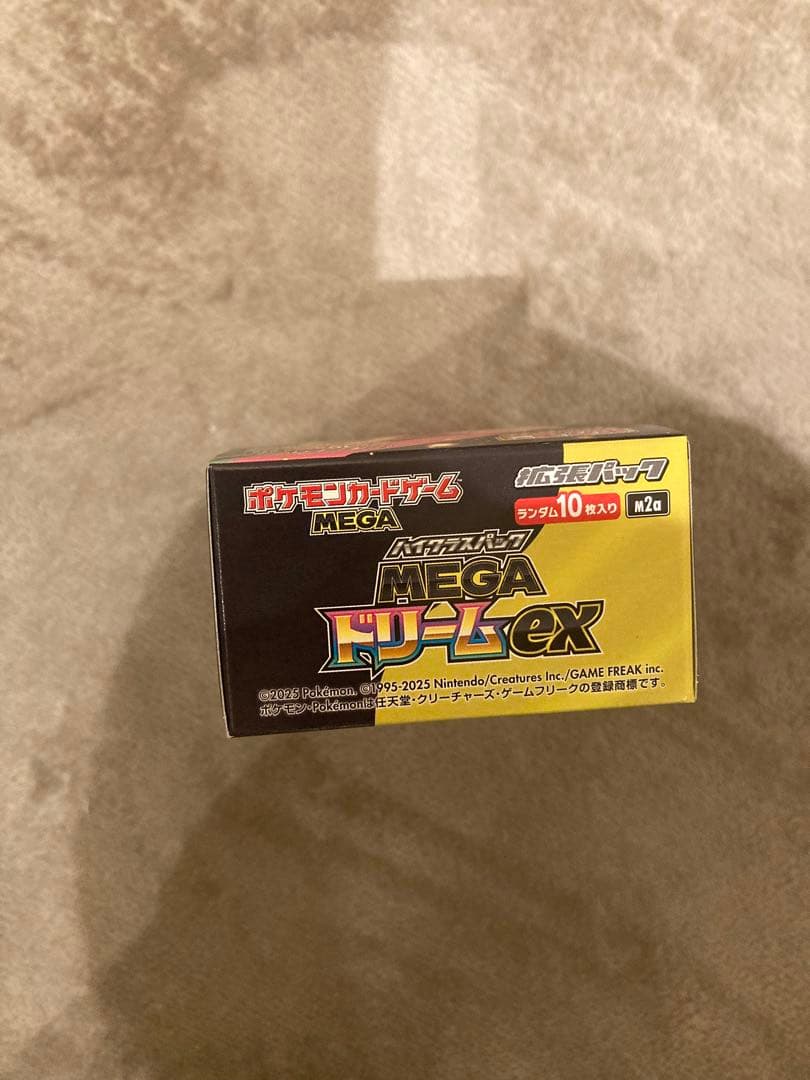 ポケモンカードゲーム
MEGA
拡張パック
ランダム10枚入り
M2a
ハイクラスパック
MEGA
ドリームex
©2025 Pokémon. ©1995-2025 Nintendo/Creatures Inc./GAME FREAK inc.
ポケモン・Pokémonは任天堂・クリーチャーズ・ゲームフリークの登録商標です。